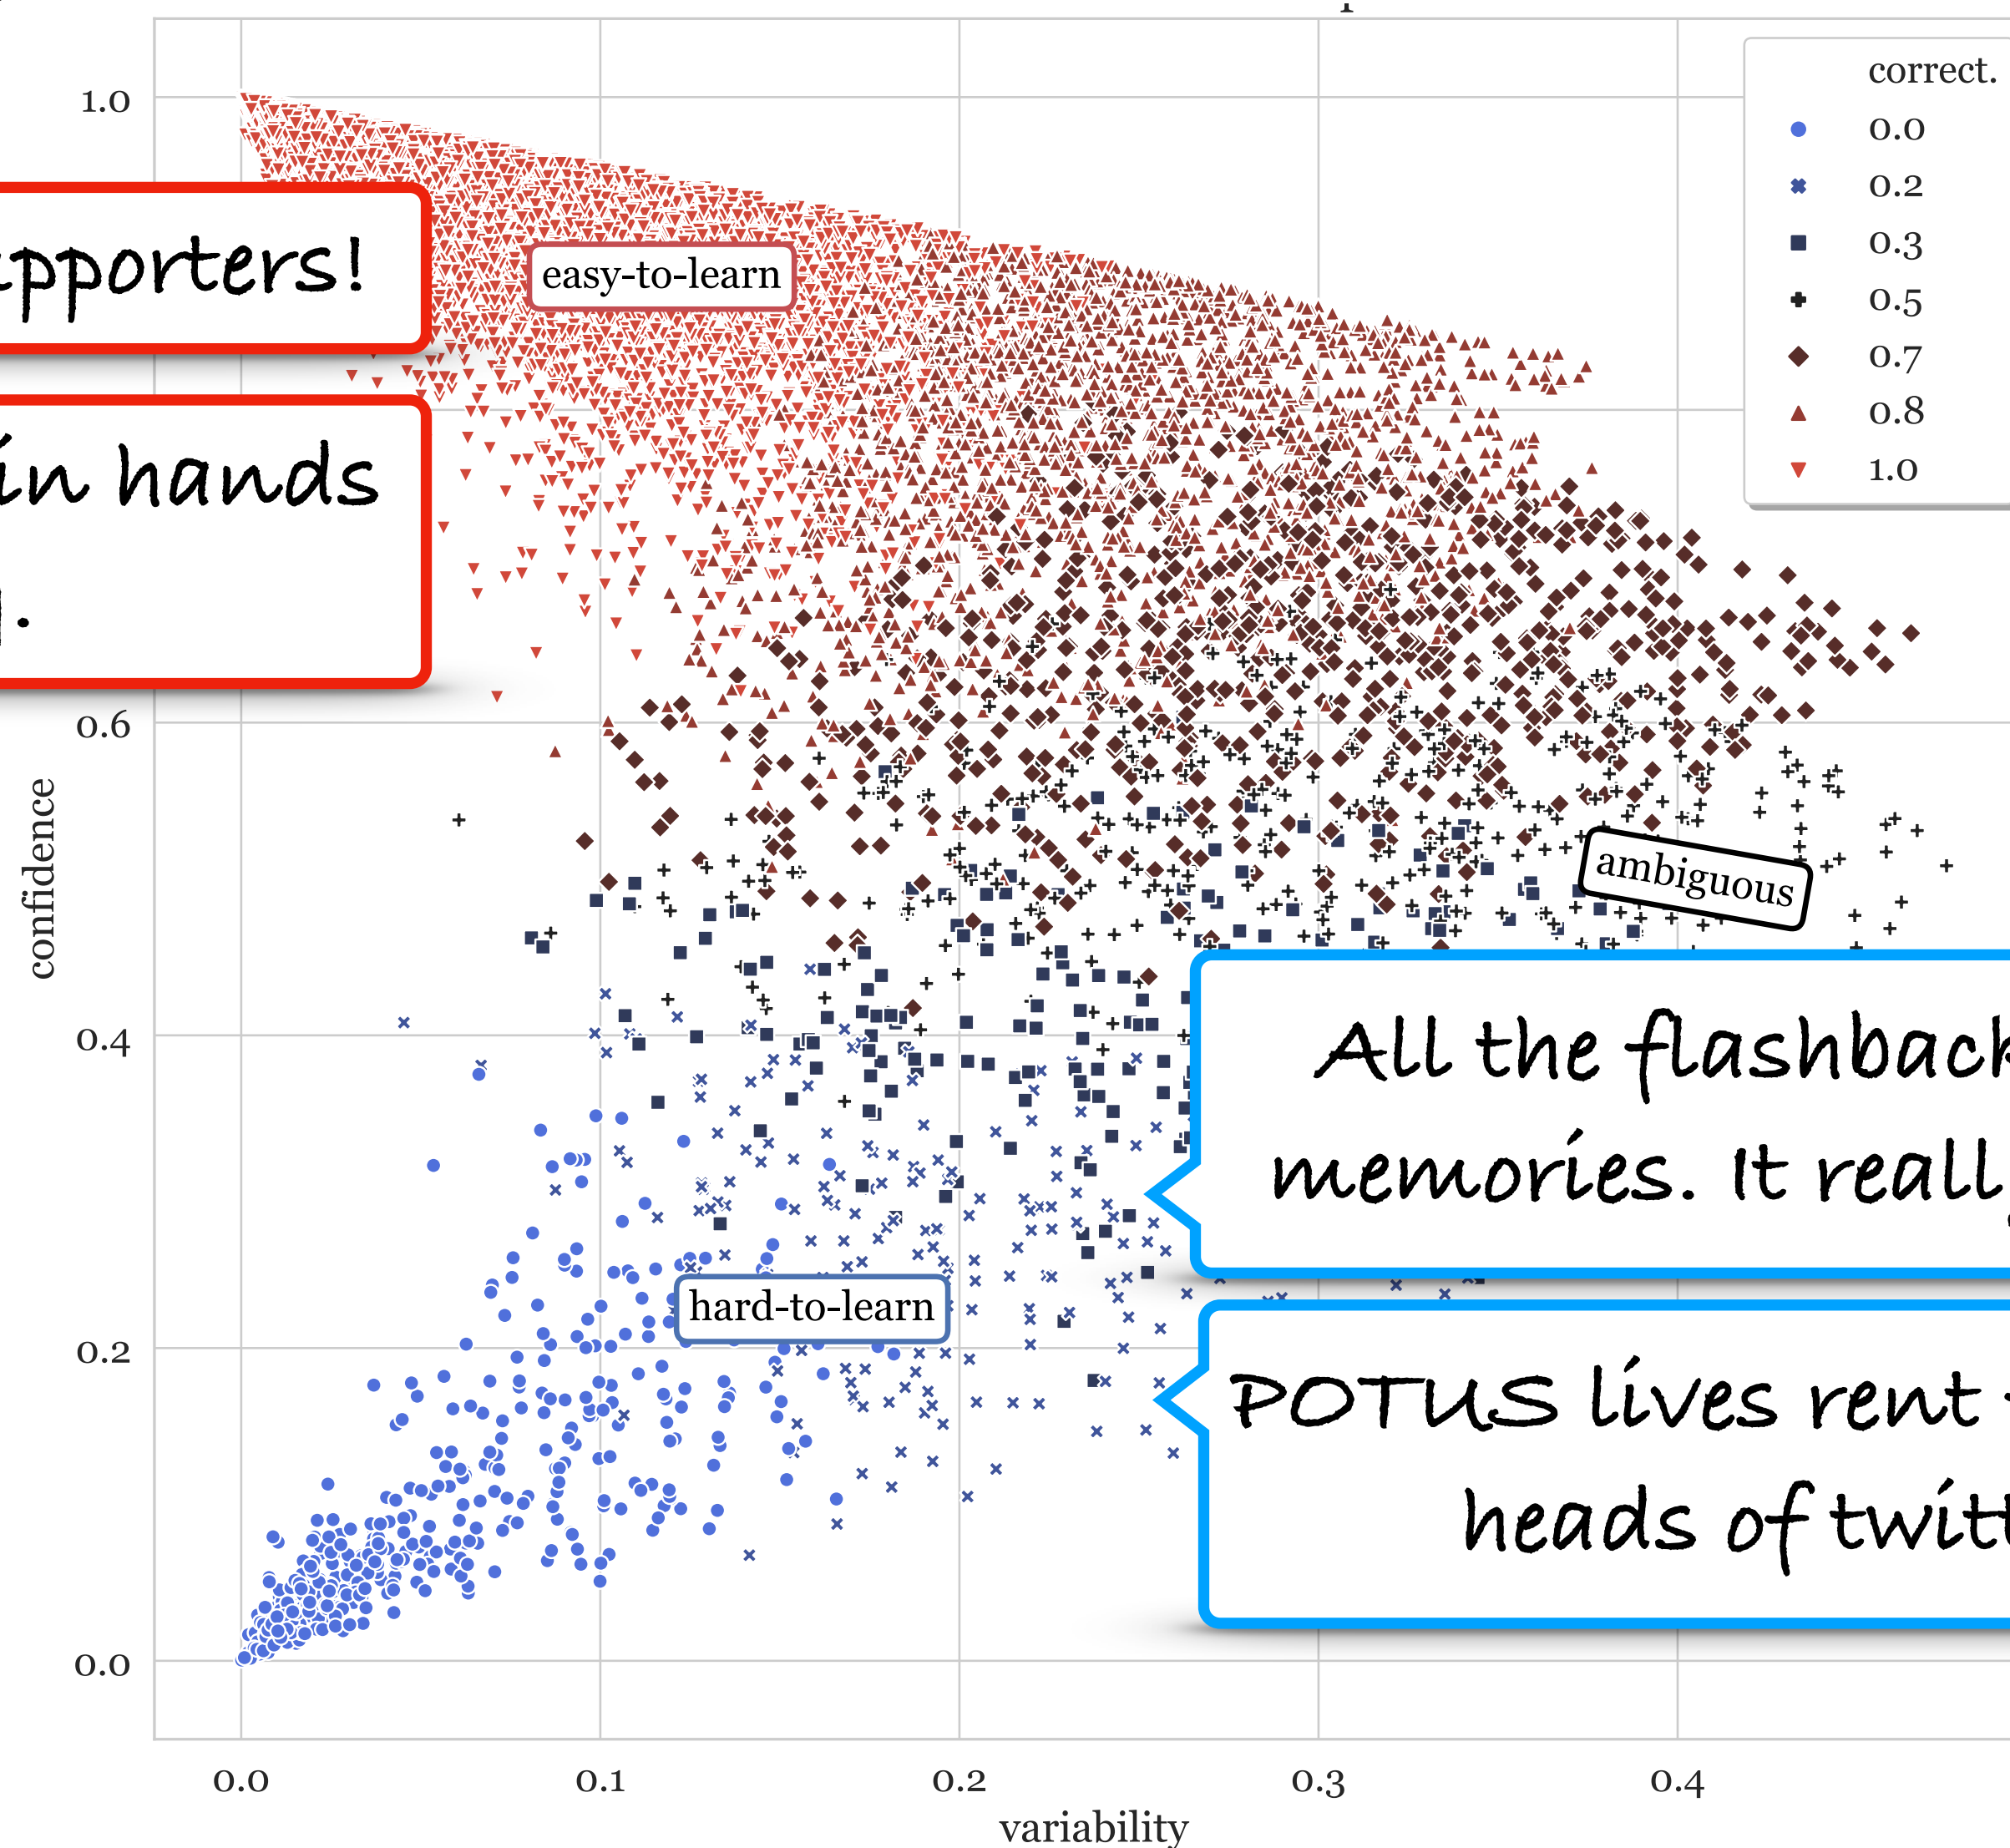 correct.
0.0
0.2
0.3
0.5
0.7
0.8
1.0
1.0
0.6
0.4
0.2
0.0
confidence
easy-to-learn
ambiguous
hard-to-learn
pporters!
in hands
All the flashback
memories. It reall
POTUS lives rent
heads of twit
0.0
0.1
0.2
0.3
0.4
variability